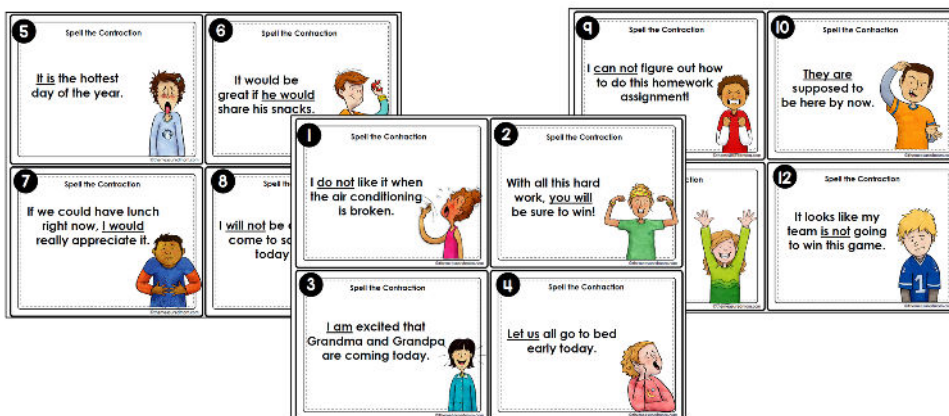 5
Spell the Contraction
It is the hottest
day of the year.
6
Spell the Contraction
It would be
great if he would
share his snacks.
7
Spell the Contraction
If we could have lunch
right now, I would
really appreciate it.
8
Spell the
I will not be
come to
today
1
Spell the Contraction
I do not like it when
the air conditioning
is broken.
2
Spell the Contraction
With all this hard
work, you will
be sure to win!
3
Spell the Contraction
I am excited that
Grandma and Grandpa
are coming today.
4
Spell the Contraction
Let us all go to bed
early today.
9
Spell the Contraction
I can not figure out how
to do this homework
assignment!
10
Spell the Contraction
They are
supposed to
be here by now.
12
Spell the Contraction
It looks like my
team is not going
to win this game.
1